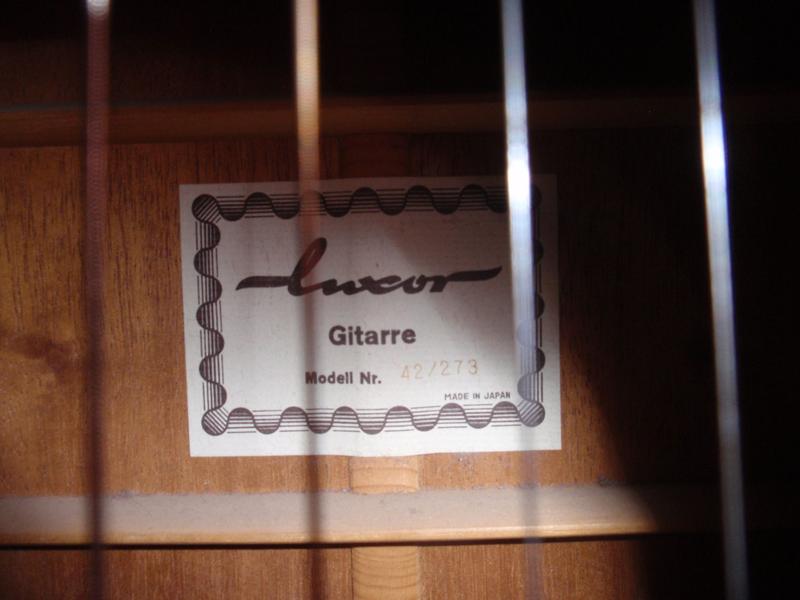 Luxor
Gitarre
Modell Nr. 42/273
MADE IN JAPAN